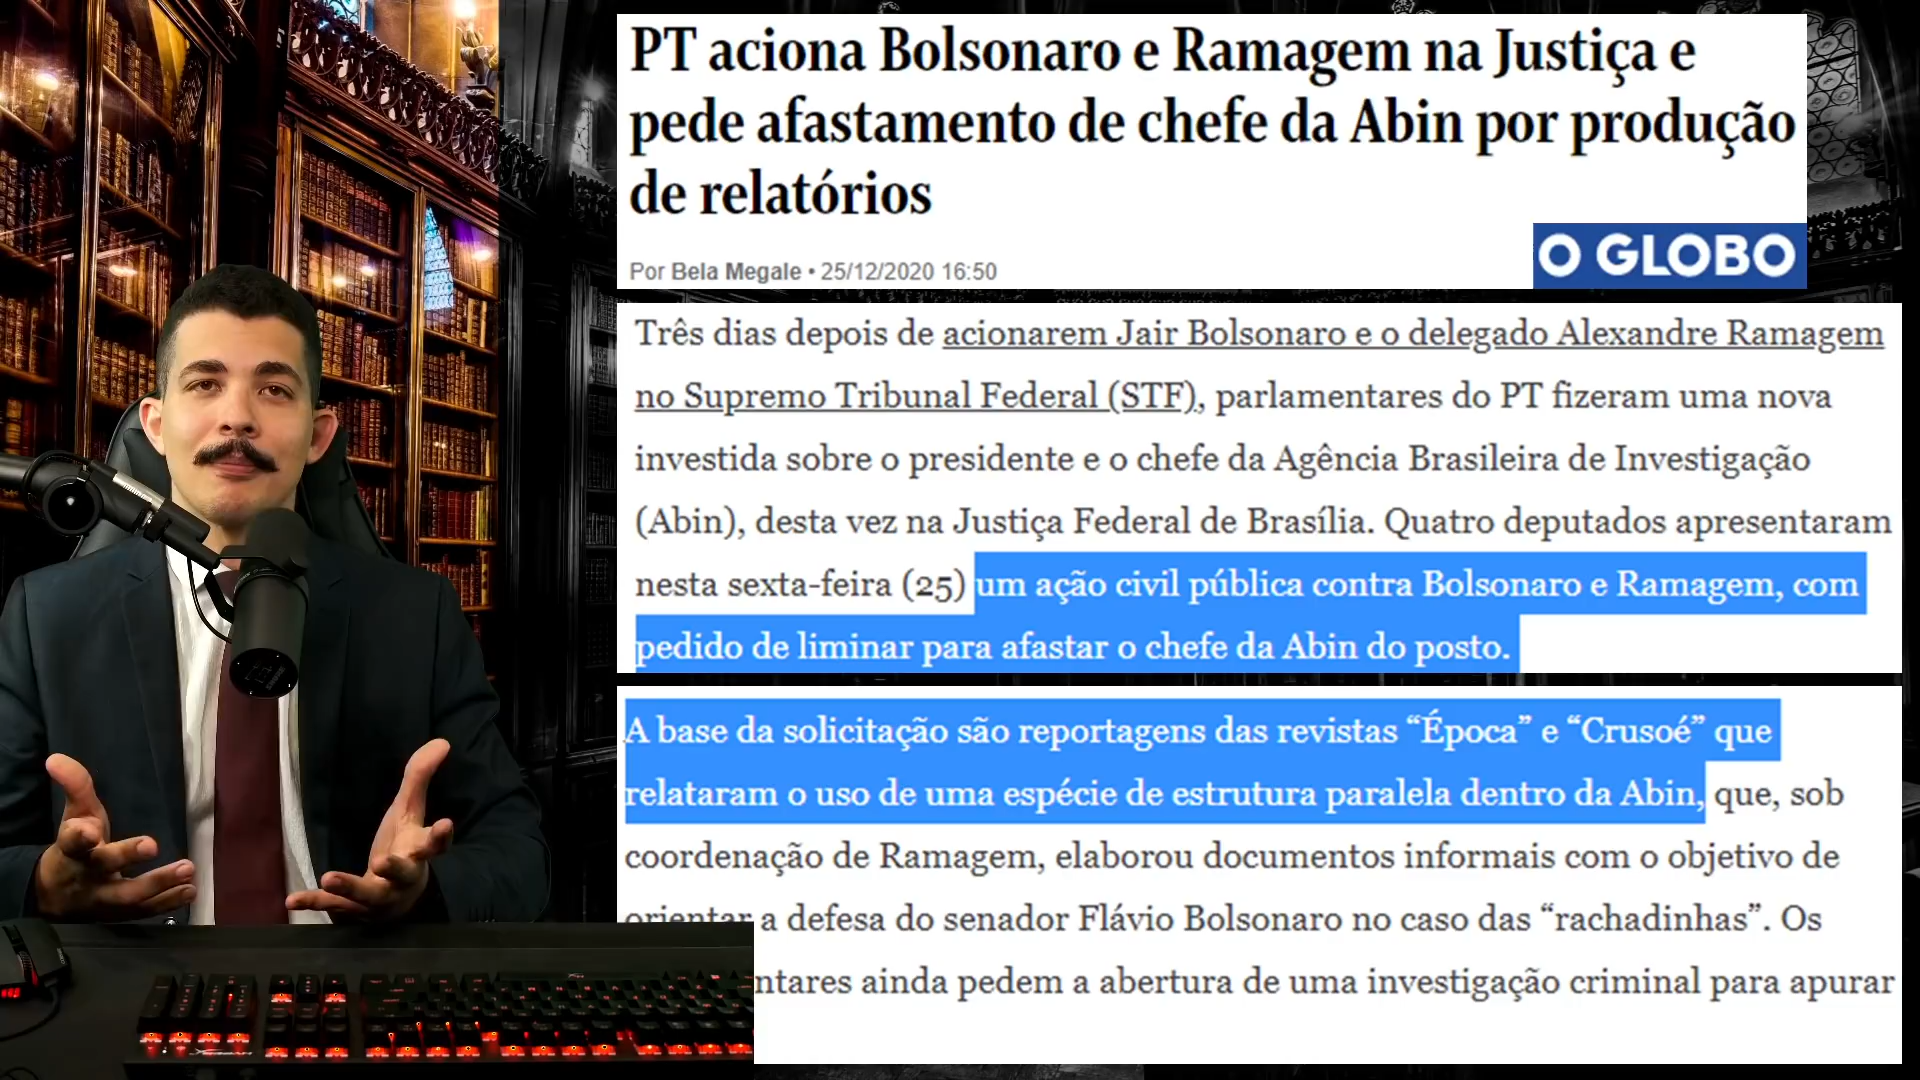 PT aciona Bolsonaro e Ramagem na Justiça e
pede afastamento de chefe da Abin por produção
de relatórios
Por Bela Megale • 25/12/2020 16:50
O GLOBO
Três dias depois de acionarem Jair Bolsonaro e o delegado Alexandre Ramagem
no Supremo Tribunal Federal (STF), parlamentares do PT fizeram uma nova
investida sobre o presidente e o chefe da Agência Brasileira de Investigação
(Abin), desta vez na Justiça Federal de Brasília. Quatro deputados apresentaram
nesta sexta-feira (25) um ação civil pública contra Bolsonaro e Ramagem, com
pedido de liminar para afastar o chefe da Abin do posto.
A base da solicitação são reportagens das revistas “Época” e “Crusoé” que
relataram o uso de uma espécie de estrutura paralela dentro da Abin, que, sob
coordenação de Ramagem, elaborou documentos informais com o objetivo de
orientar a defesa do senador Flávio Bolsonaro no caso das “rachadinhas”. Os
ntares ainda pedem a abertura de uma investigação criminal para apurar